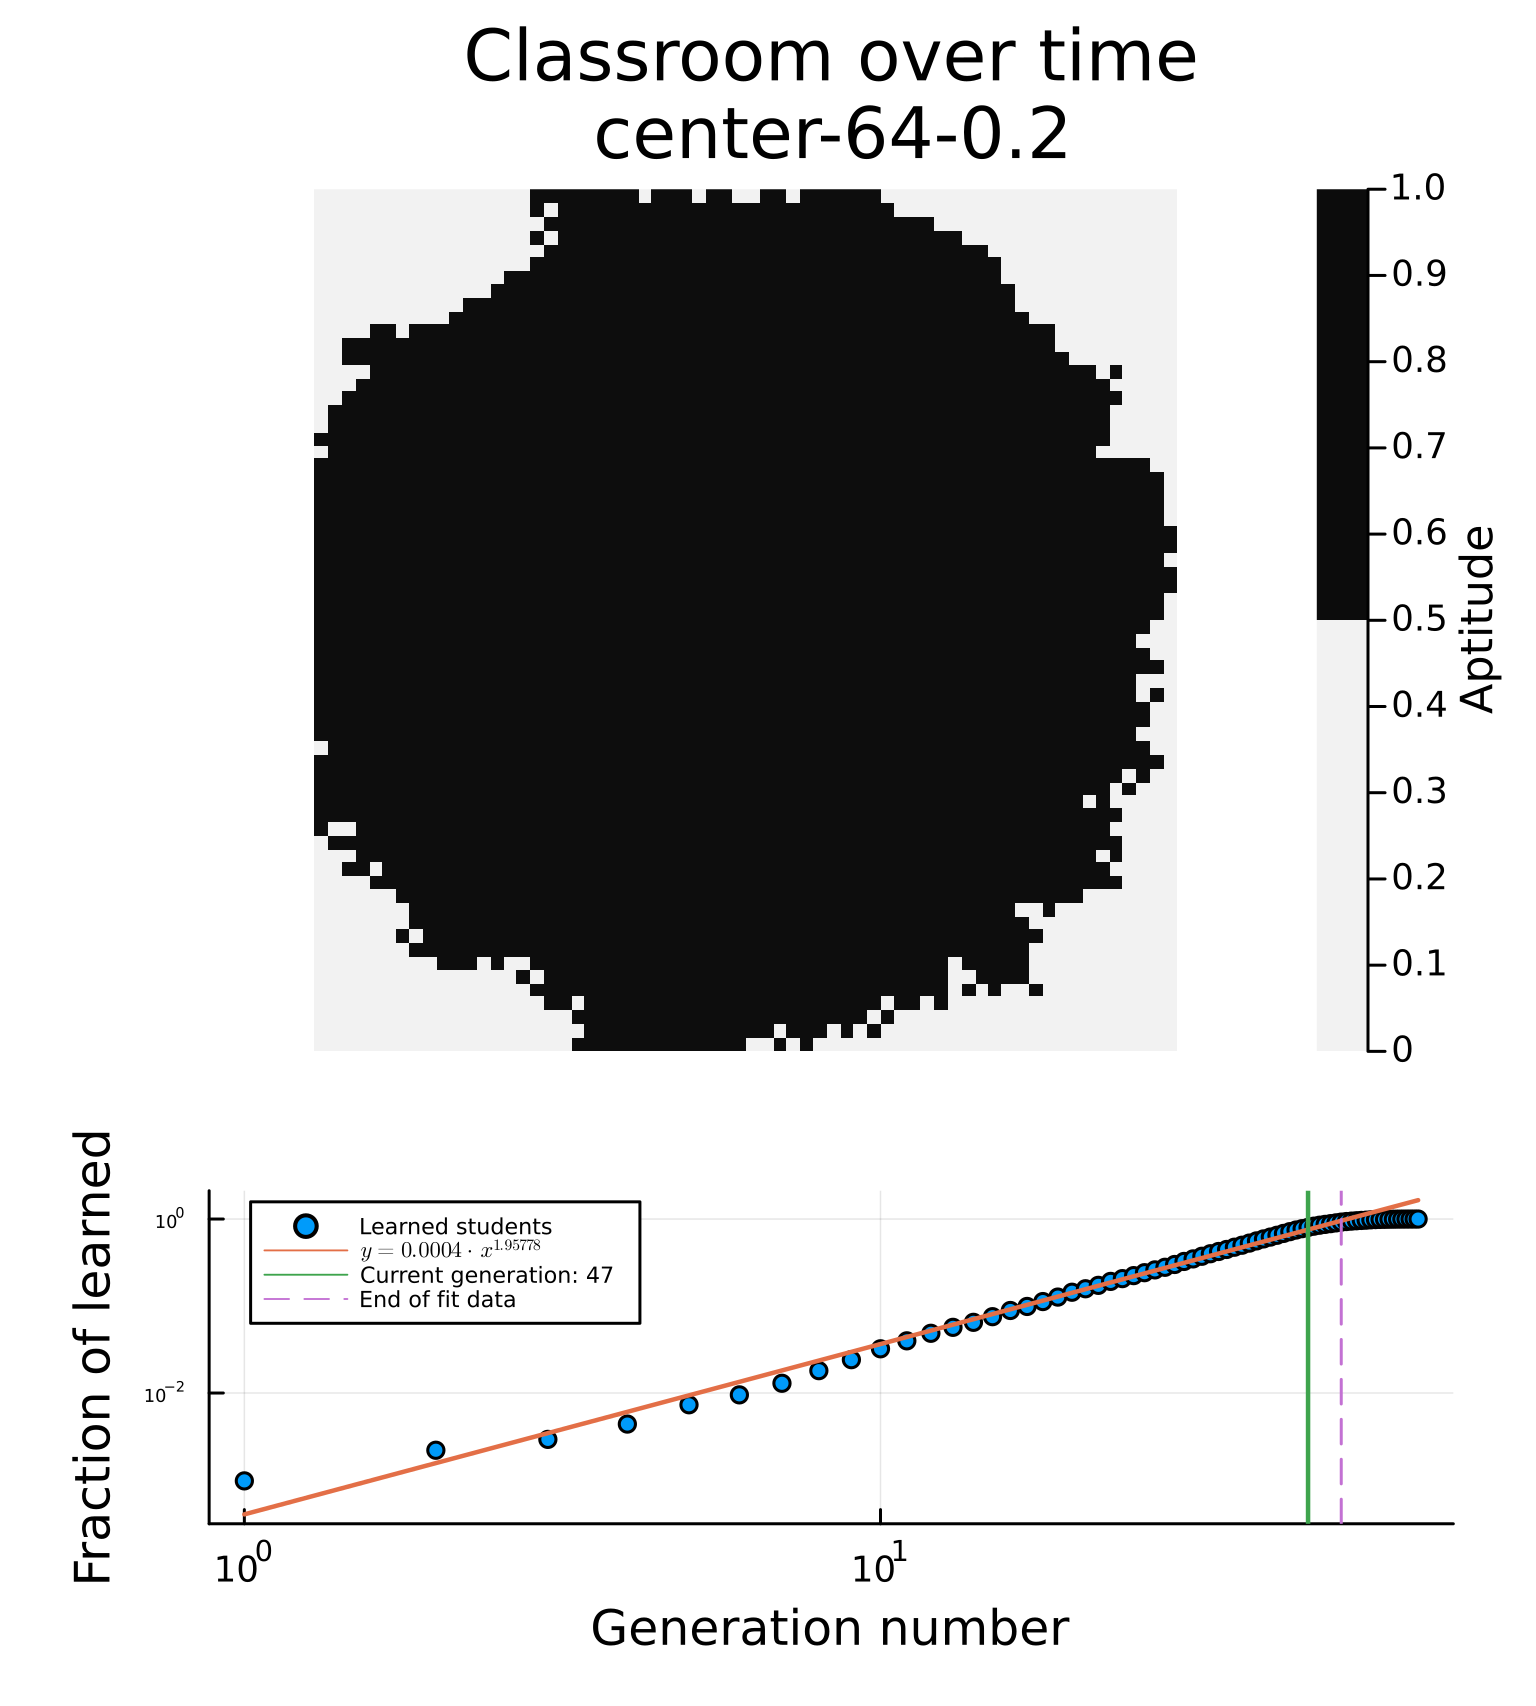 Classroom over time
center-64-0.2
1.0
0.9
0.8
0.7
0.6
0.5
0.4
0.3
0.2
0.1
0
Aptitude
Fraction of learned
10⁰
10⁻²
Learned students
y = 0.0004 · x^1.95778
Current generation: 47
End of fit data
10⁰
10¹
Generation number